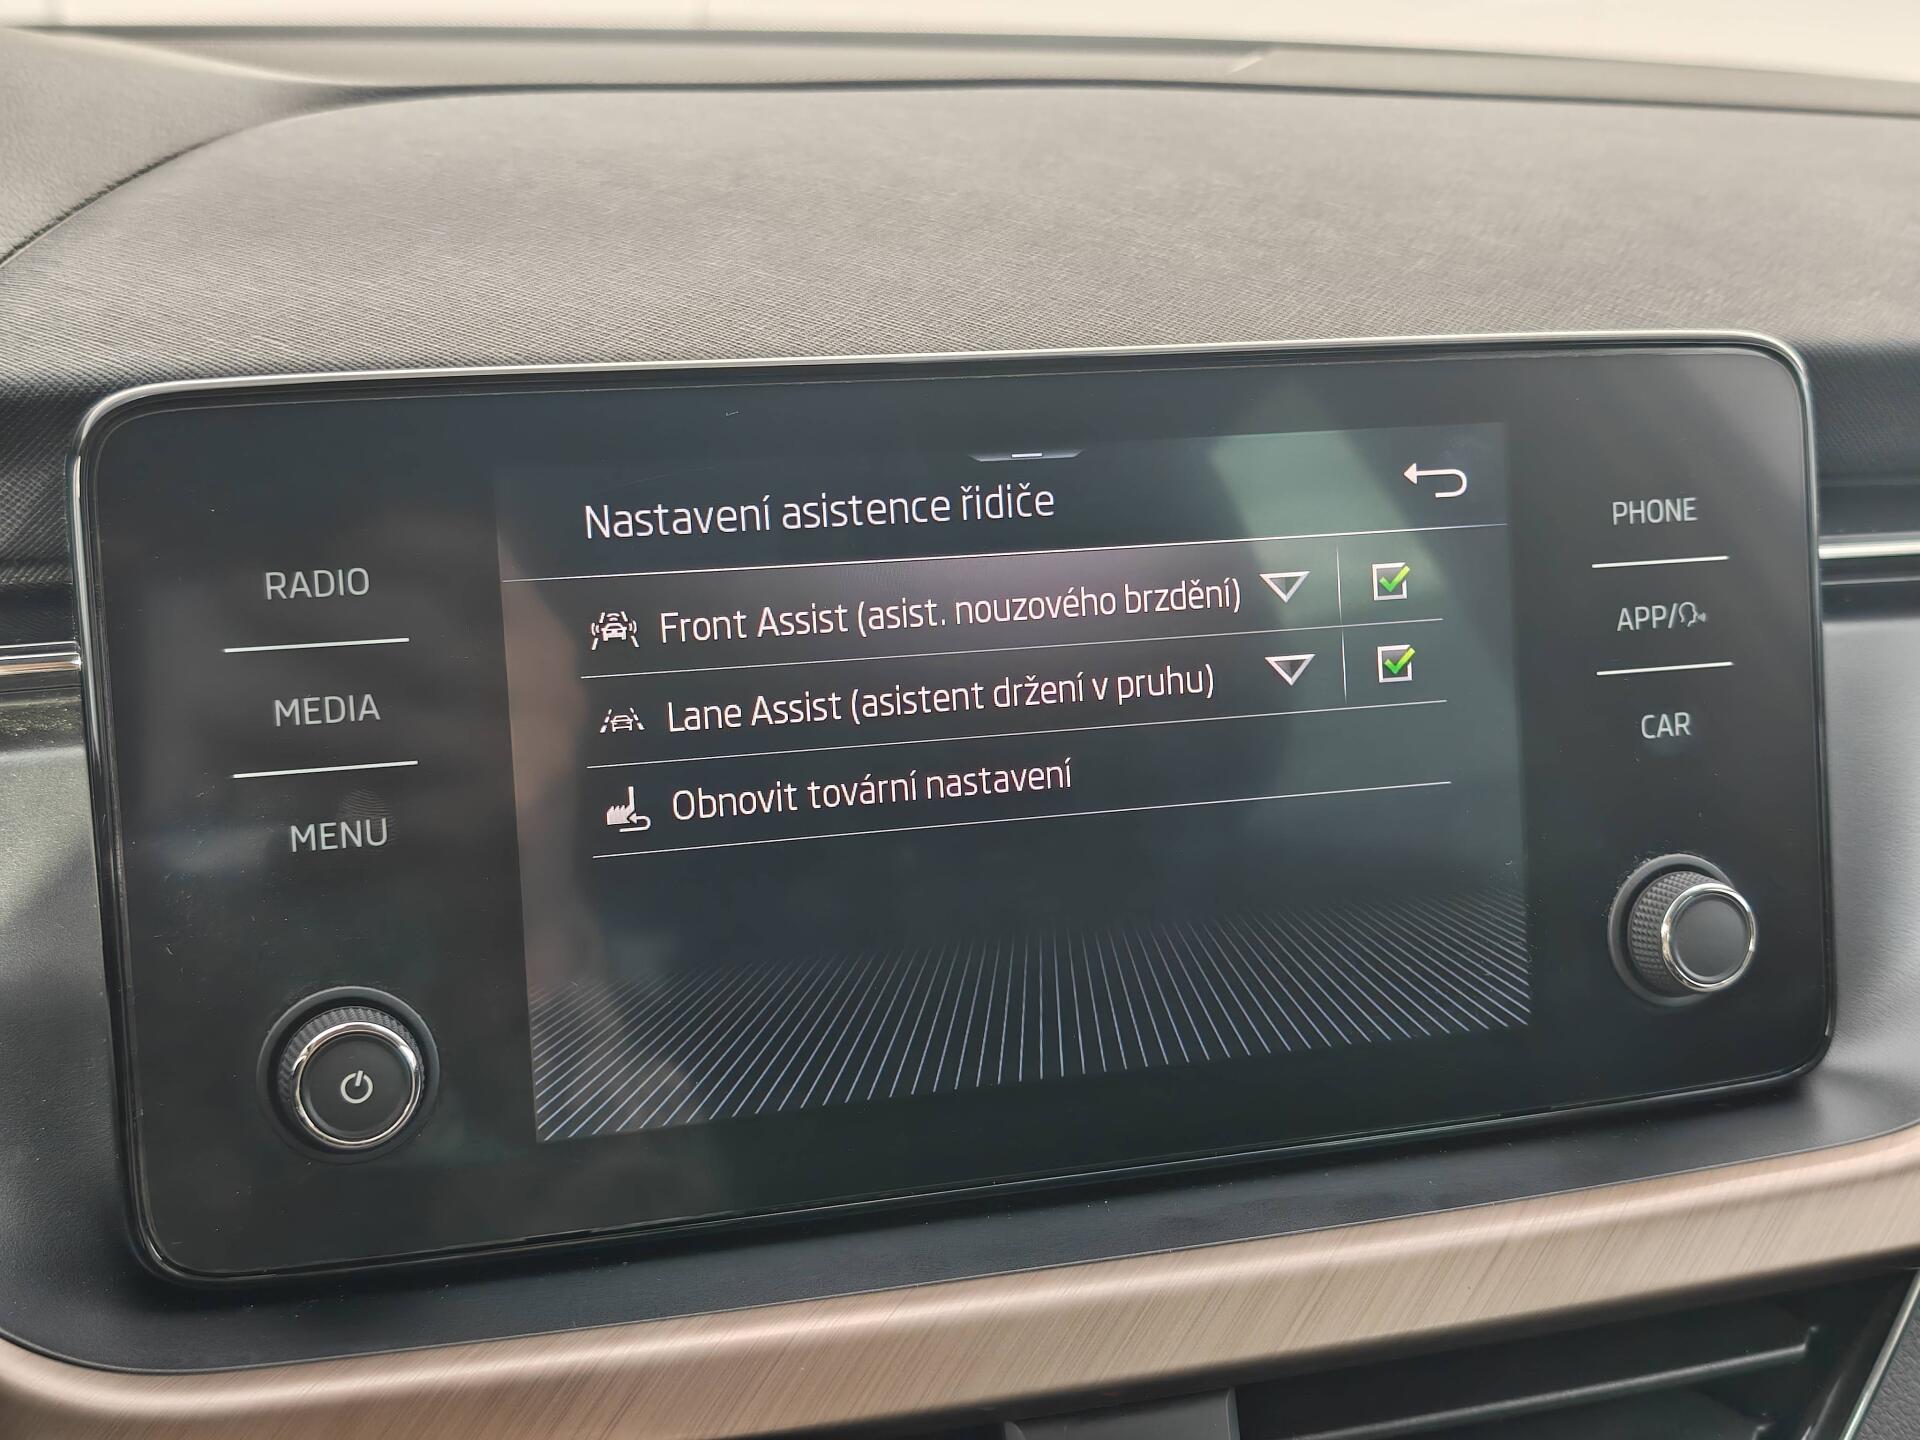 Nastavení asistence řidiče
Front Assist (asist. nouzového brzdění)
Lane Assist (asistent držení v pruhu)
Obnovit tovární nastavení
RADIO
MEDIA
MENU
PHONE
APP/
CAR